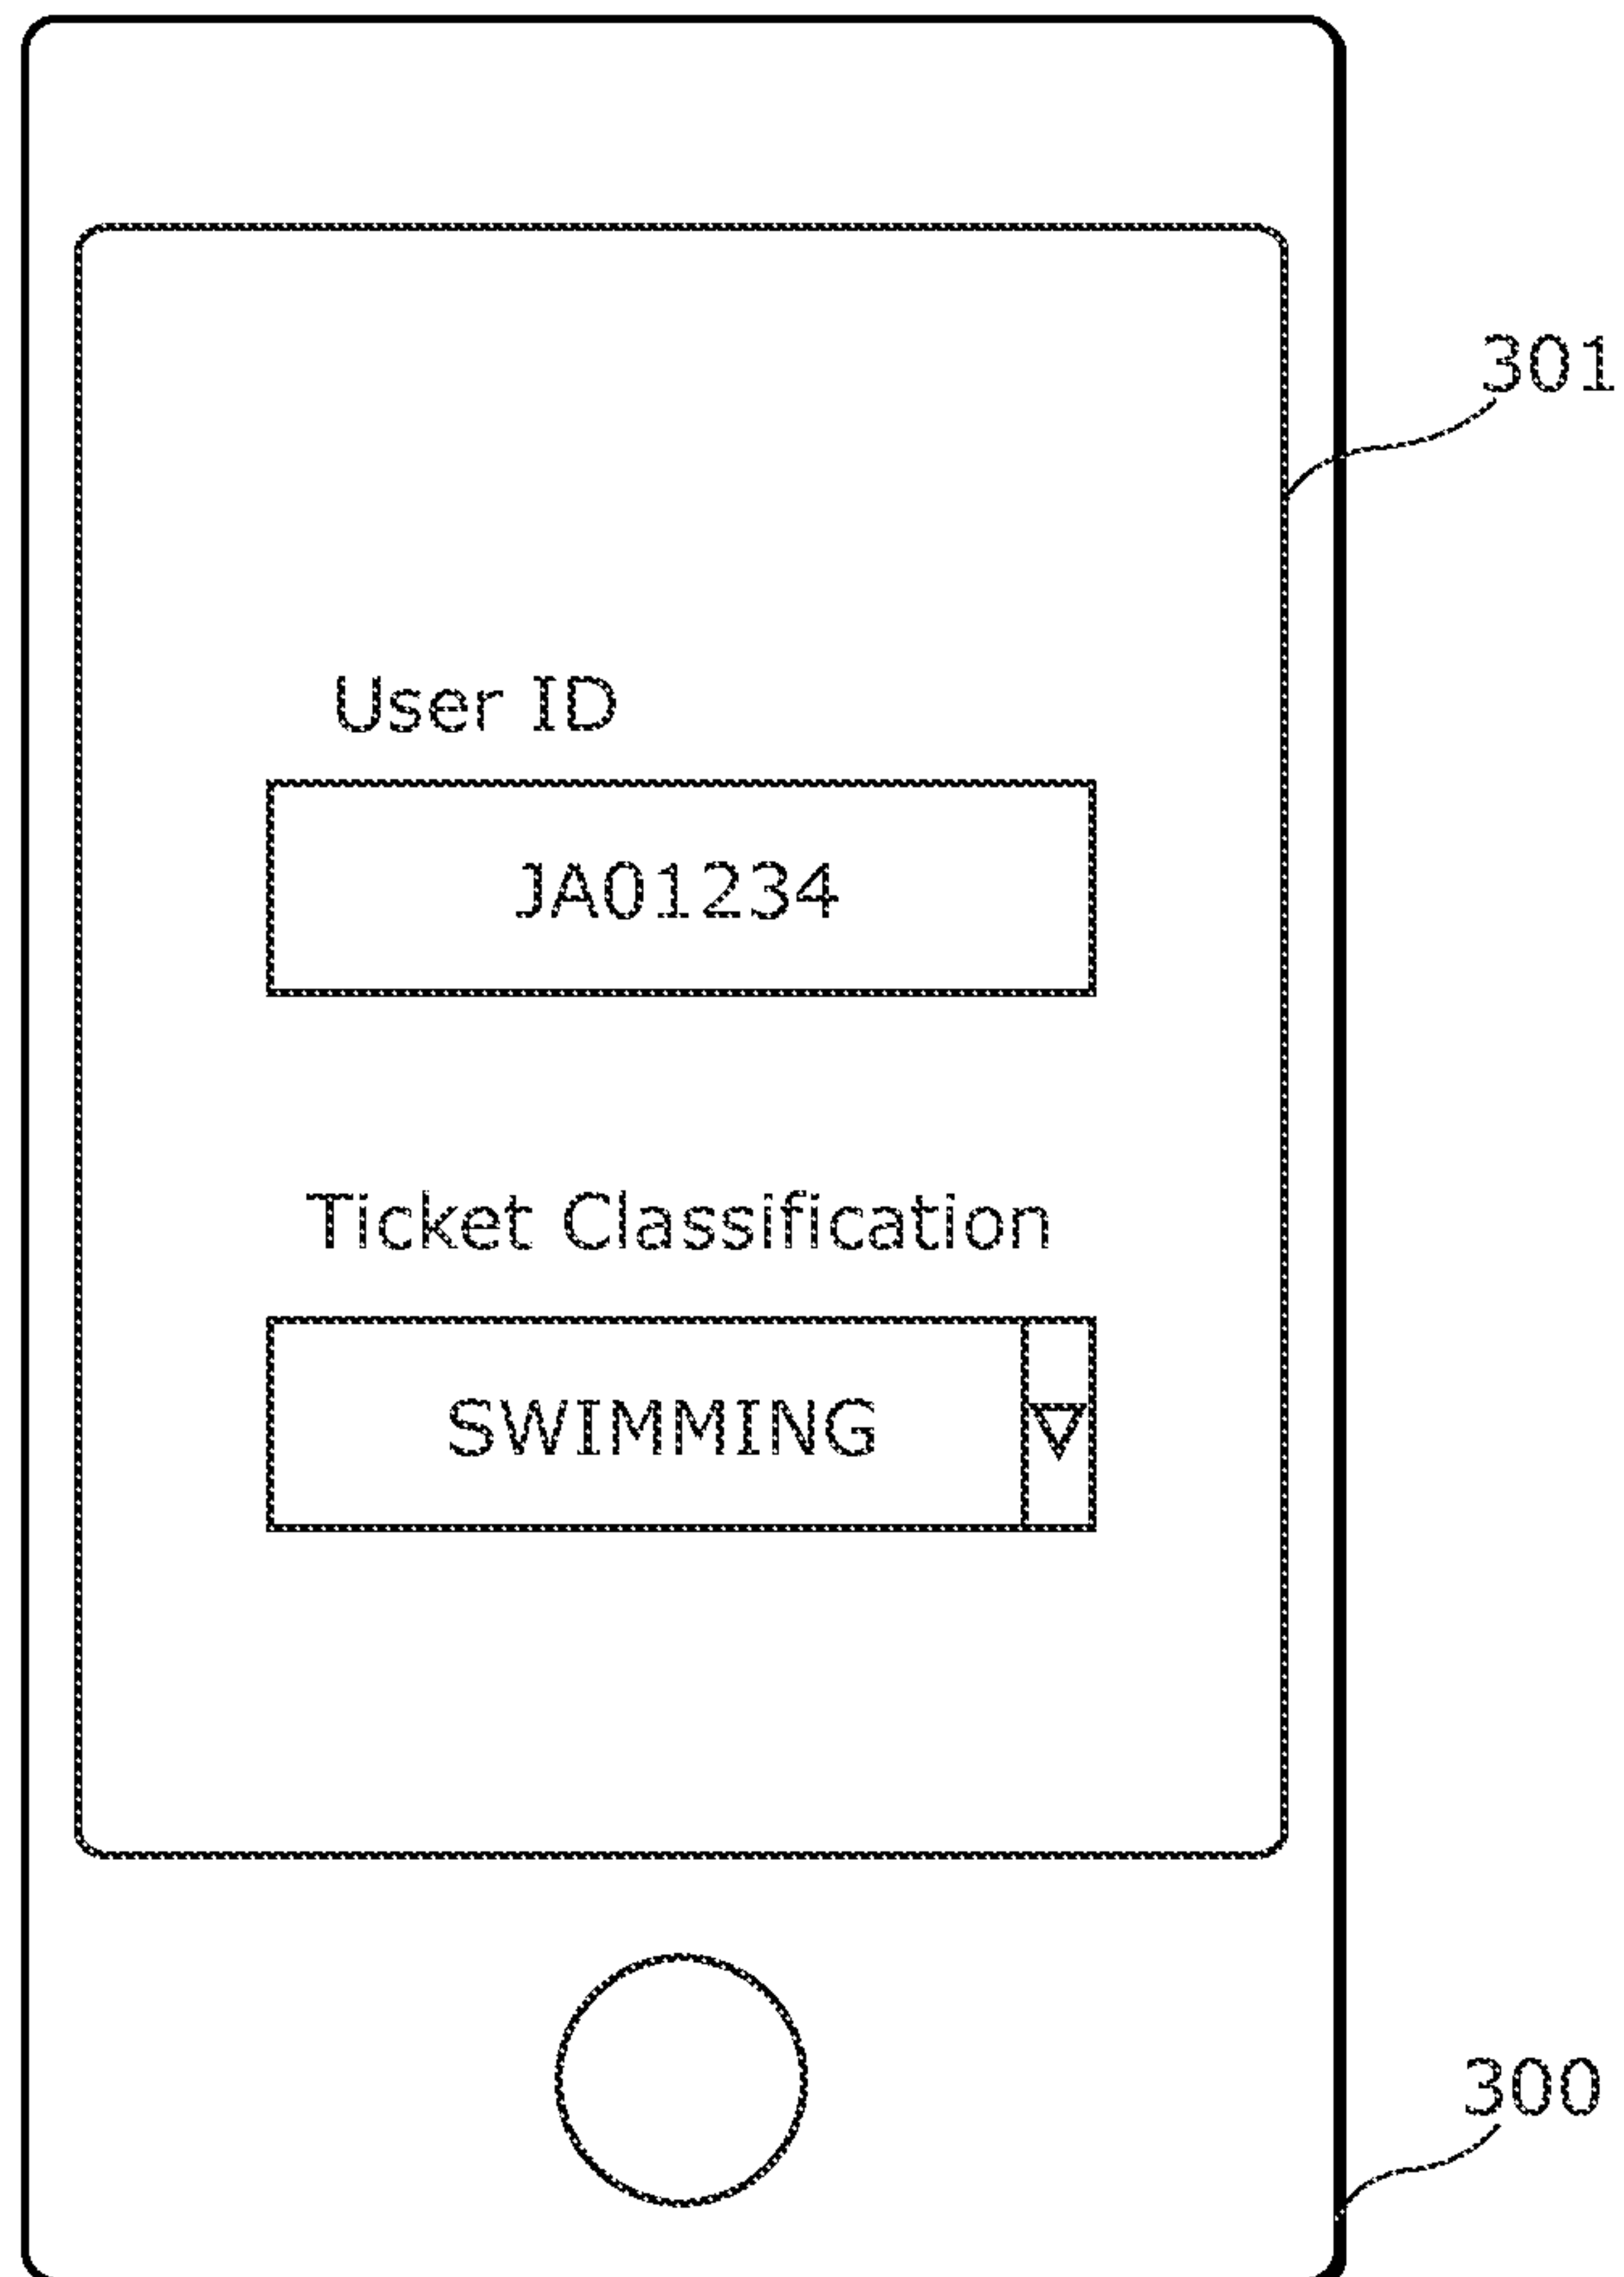 301
User ID
JA01234
Ticket Classification
SWIMMING
300